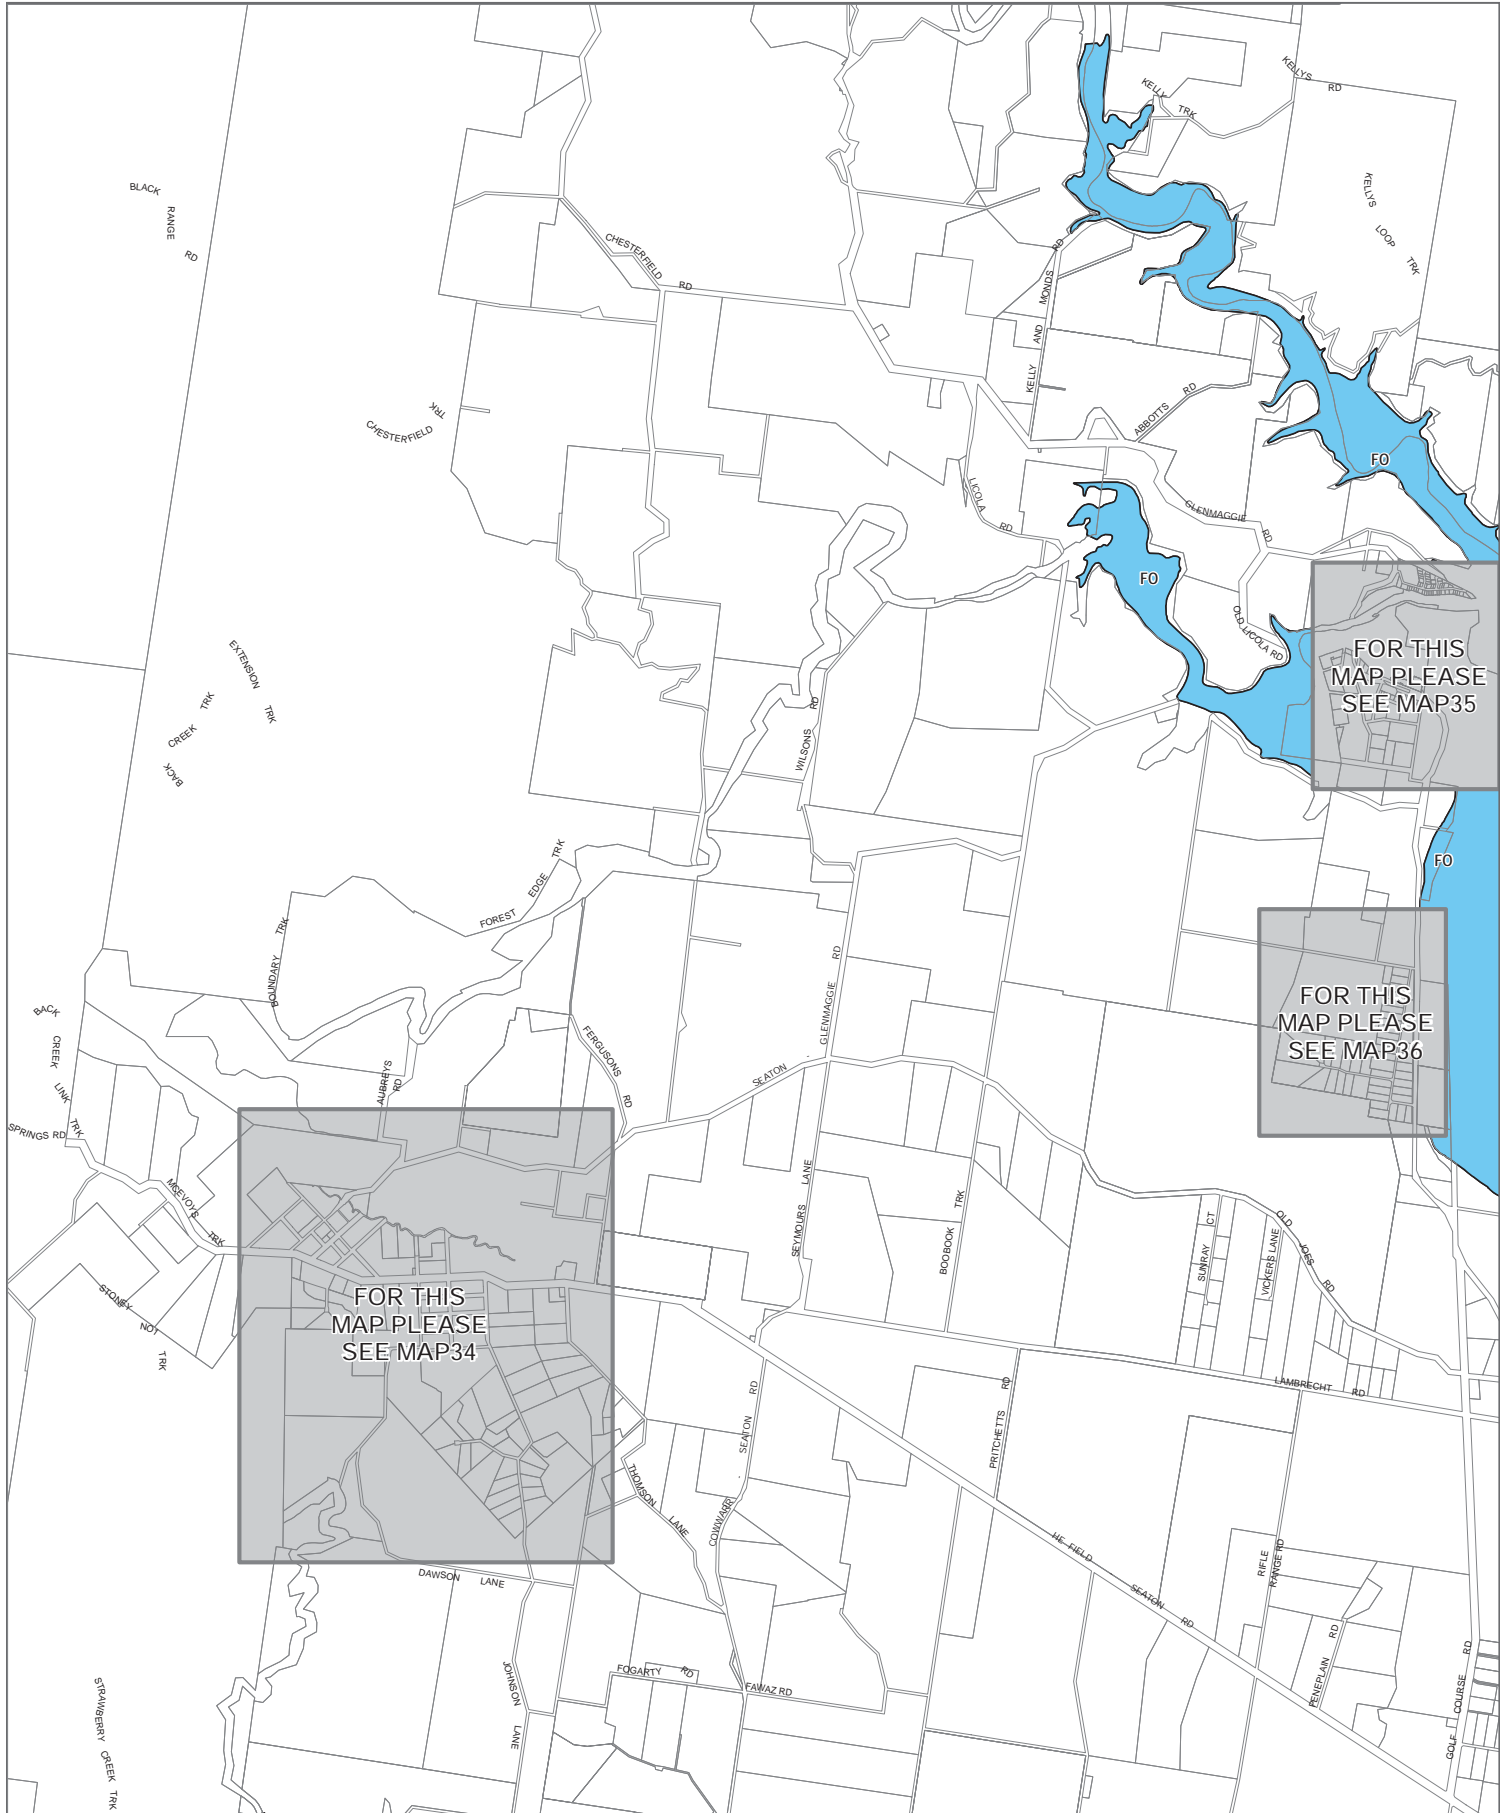 KELLYS
RD
KELLY
TRK
BLACK
RANGE
RD
KELLYS
LOOP
TRK
CHESTERFIELD
RD
KELLY
AND
MONDS
RD
ABBOTTS
RD
CHESTERFIELD
TRK
FO
LICOLA
RD
GLENMAGGIE
RD
FO
OLD LICOLA RD
FOR THIS
MAP PLEASE
SEE MAP35
EXTENSION
TRK
BACK
CREEK
TRK
WILSONS
RD
FO
FOREST
EDGE
TRK
BOUNDARY
TRK
GLENMAGGIE
RD
FOR THIS
MAP PLEASE
SEE MAP36
BACK
CREEK
LINK
TRK
AUBREYS
RD
FERGUSONS
RD
SEATON
-
SPRINGS RD
MCEVOYS
TRK
SEYMOURS
LANE
BOOBOOK
TRK
SUNRAY
CT
VICKERS LANE
OLD
JOES
RD
STONEY
NOT
TRK
FOR THIS
MAP PLEASE
SEE MAP34
LAMBRECHT
RD
PRITCHETTS
RD
COWWARR
-
SEATON
RD
THOMSON
LANE
HE FIELD
SEATON
RD
RIFLE
RANGE RD
DAWSON
LANE
JOHNSON
LANE
FOGARTY
RD
FAWAZ RD
PENEPLAIN
RD
GOLF
COURSE
RD
STRAWBERRY
CREEK
TRK